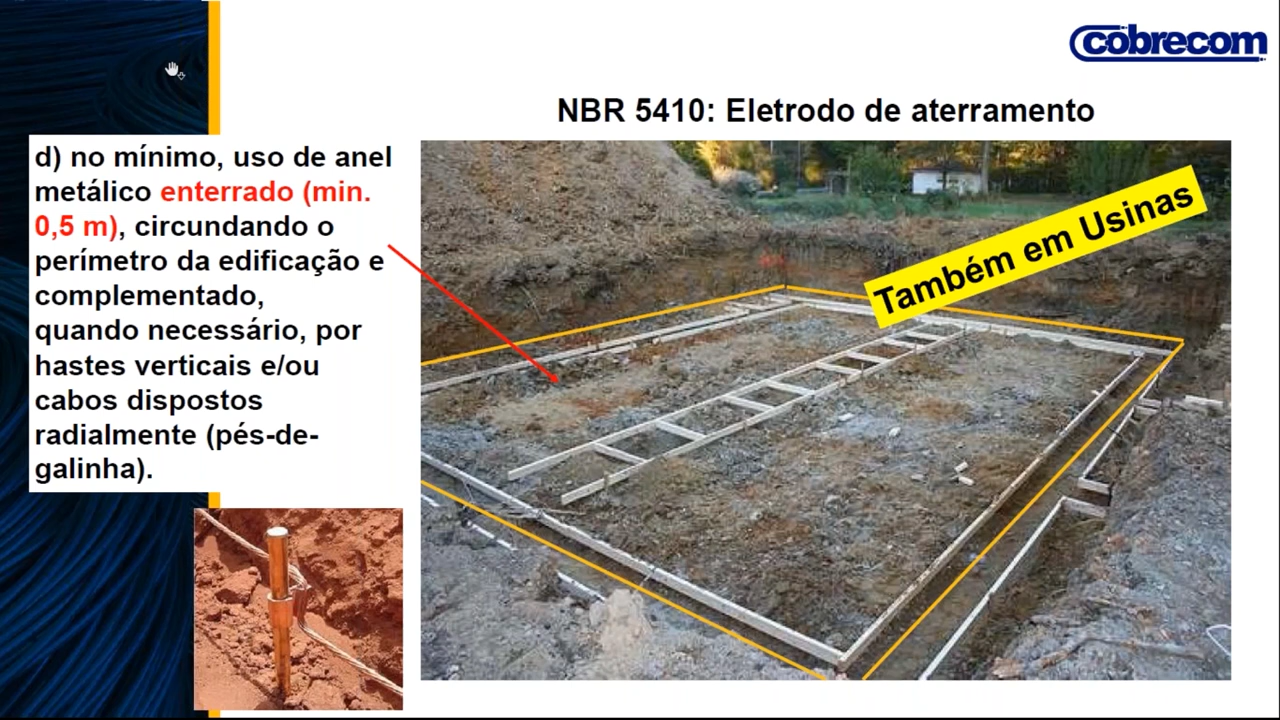 cobrecom
NBR 5410: Eletrodo de aterramento
d) no mínimo, uso de anel
metálico enterrado (min.
0,5 m), circundando o
perímetro da edificação e
complementado,
quando necessário, por
hastes verticais e/ou
cabos dispostos
radialmente (pés-de-
galinha).
Também em Usinas